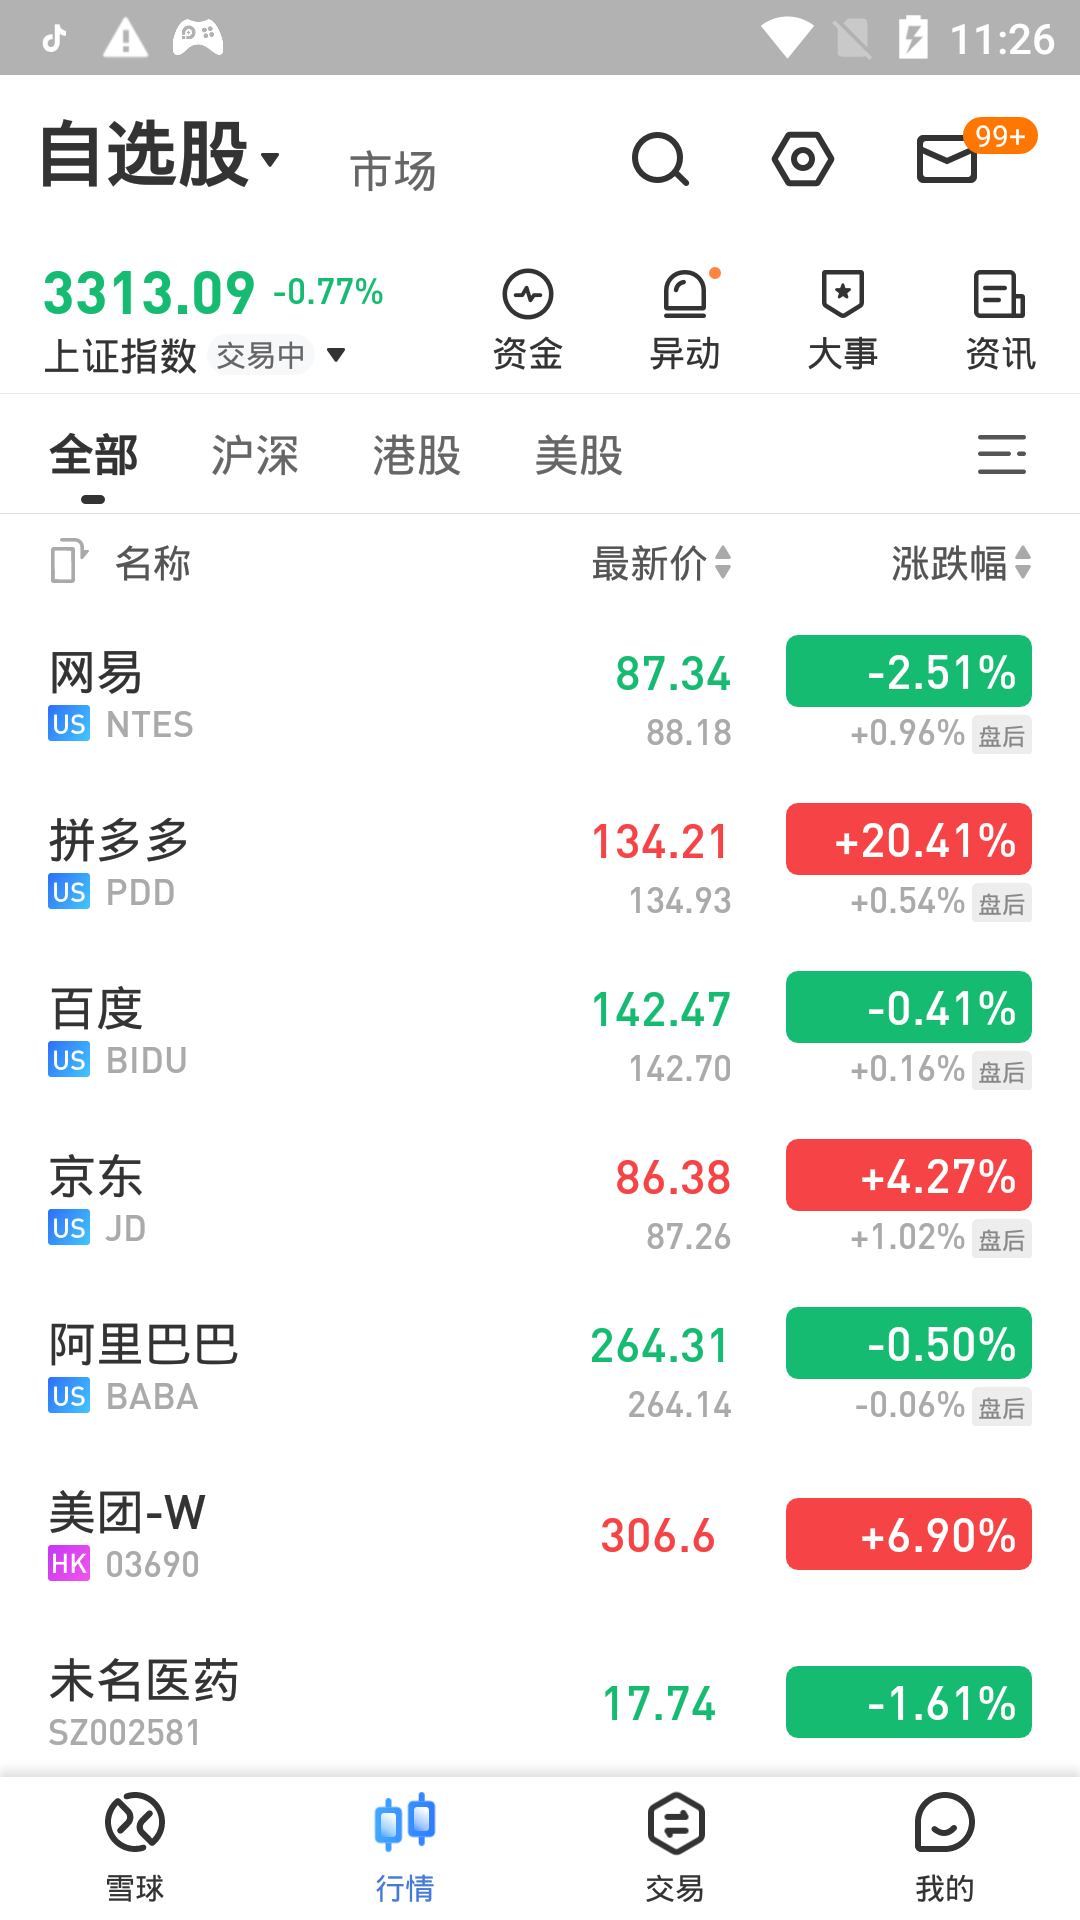 11:26
自选股 市场 99+
3313.09 -0.77%
上证指数 交易中
资金 异动 大事 资讯
全部 沪深 港股 美股
名称 最新价 涨跌幅
网易 87.34 -2.51%
US NTES 88.18 +0.96% 盘后
拼多多 134.21 +20.41%
US PDD 134.93 +0.54% 盘后
百度 142.47 -0.41%
US BIDU 142.70 +0.16% 盘后
京东 86.38 +4.27%
US JD 87.26 +1.02% 盘后
阿里巴巴 264.31 -0.50%
US BABA 264.14 -0.06% 盘后
美团-W 306.6 +6.90%
HK 03690
未名医药 17.74 -1.61%
SZ002581
雪球 行情 交易 我的